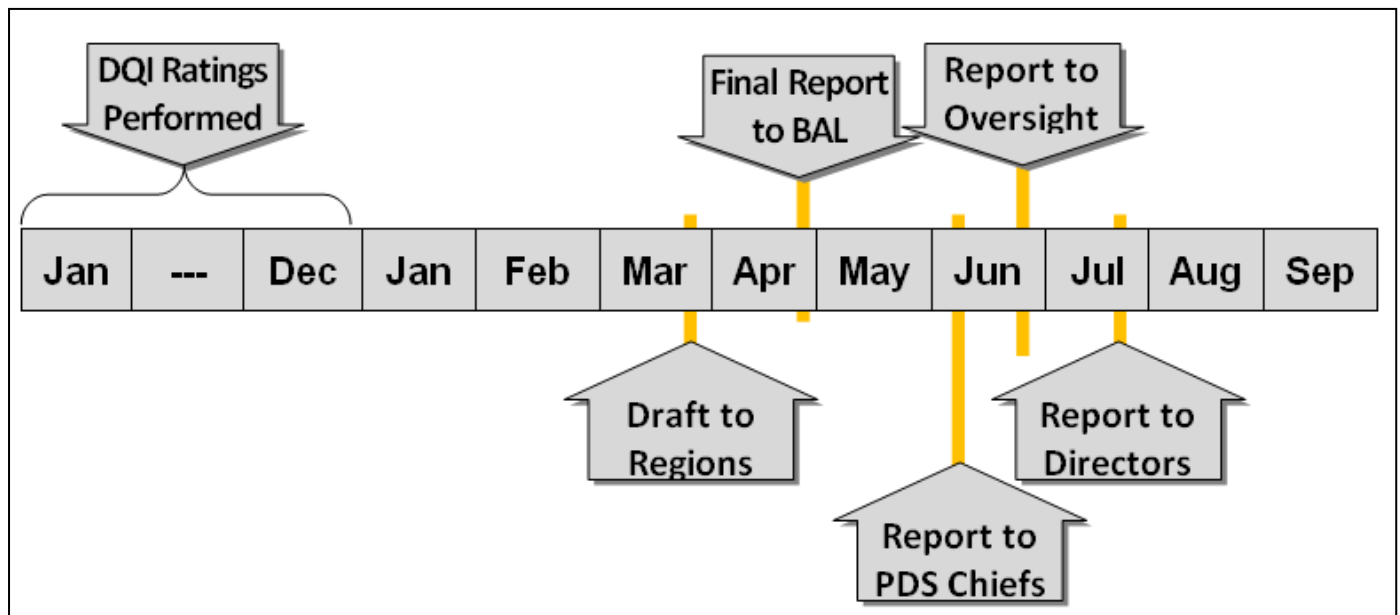 DQI Ratings
Performed
Final Report
to BAL
Report to
Oversight
Jan --- Dec Jan Feb Mar Apr May Jun Jul Aug Sep
Draft to
Regions
Report to
Directors
Report to
PDS Chiefs